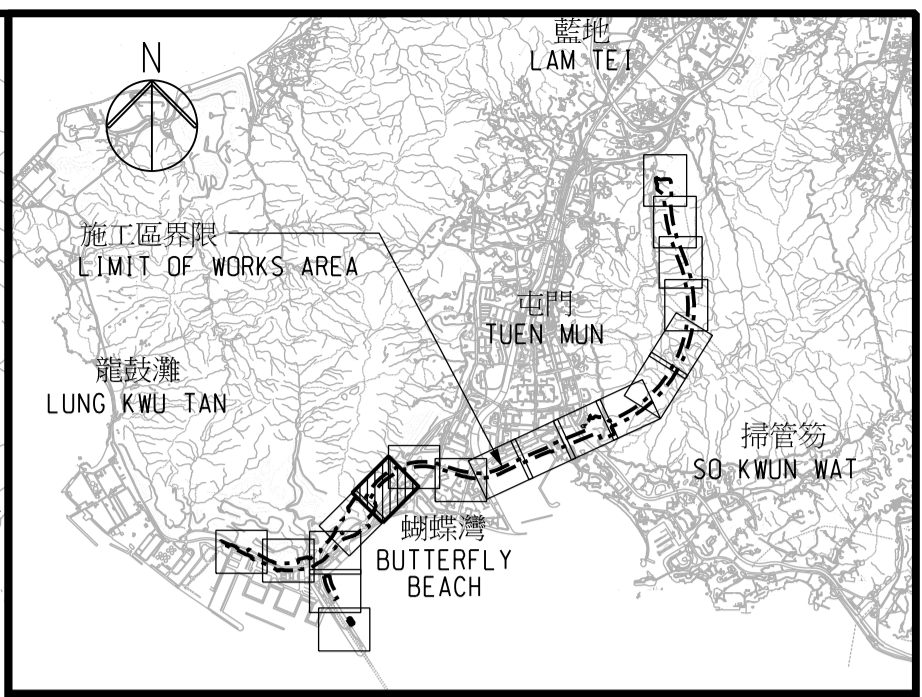 藍地
LAM TEI
N
施工區界限
LIMIT OF WORKS AREA
屯門
TUEN MUN
龍鼓灘
LUNG KWU TAN
掃管笏
SO KWUN WAT
蝴蝶灣
BUTTERFLY
BEACH